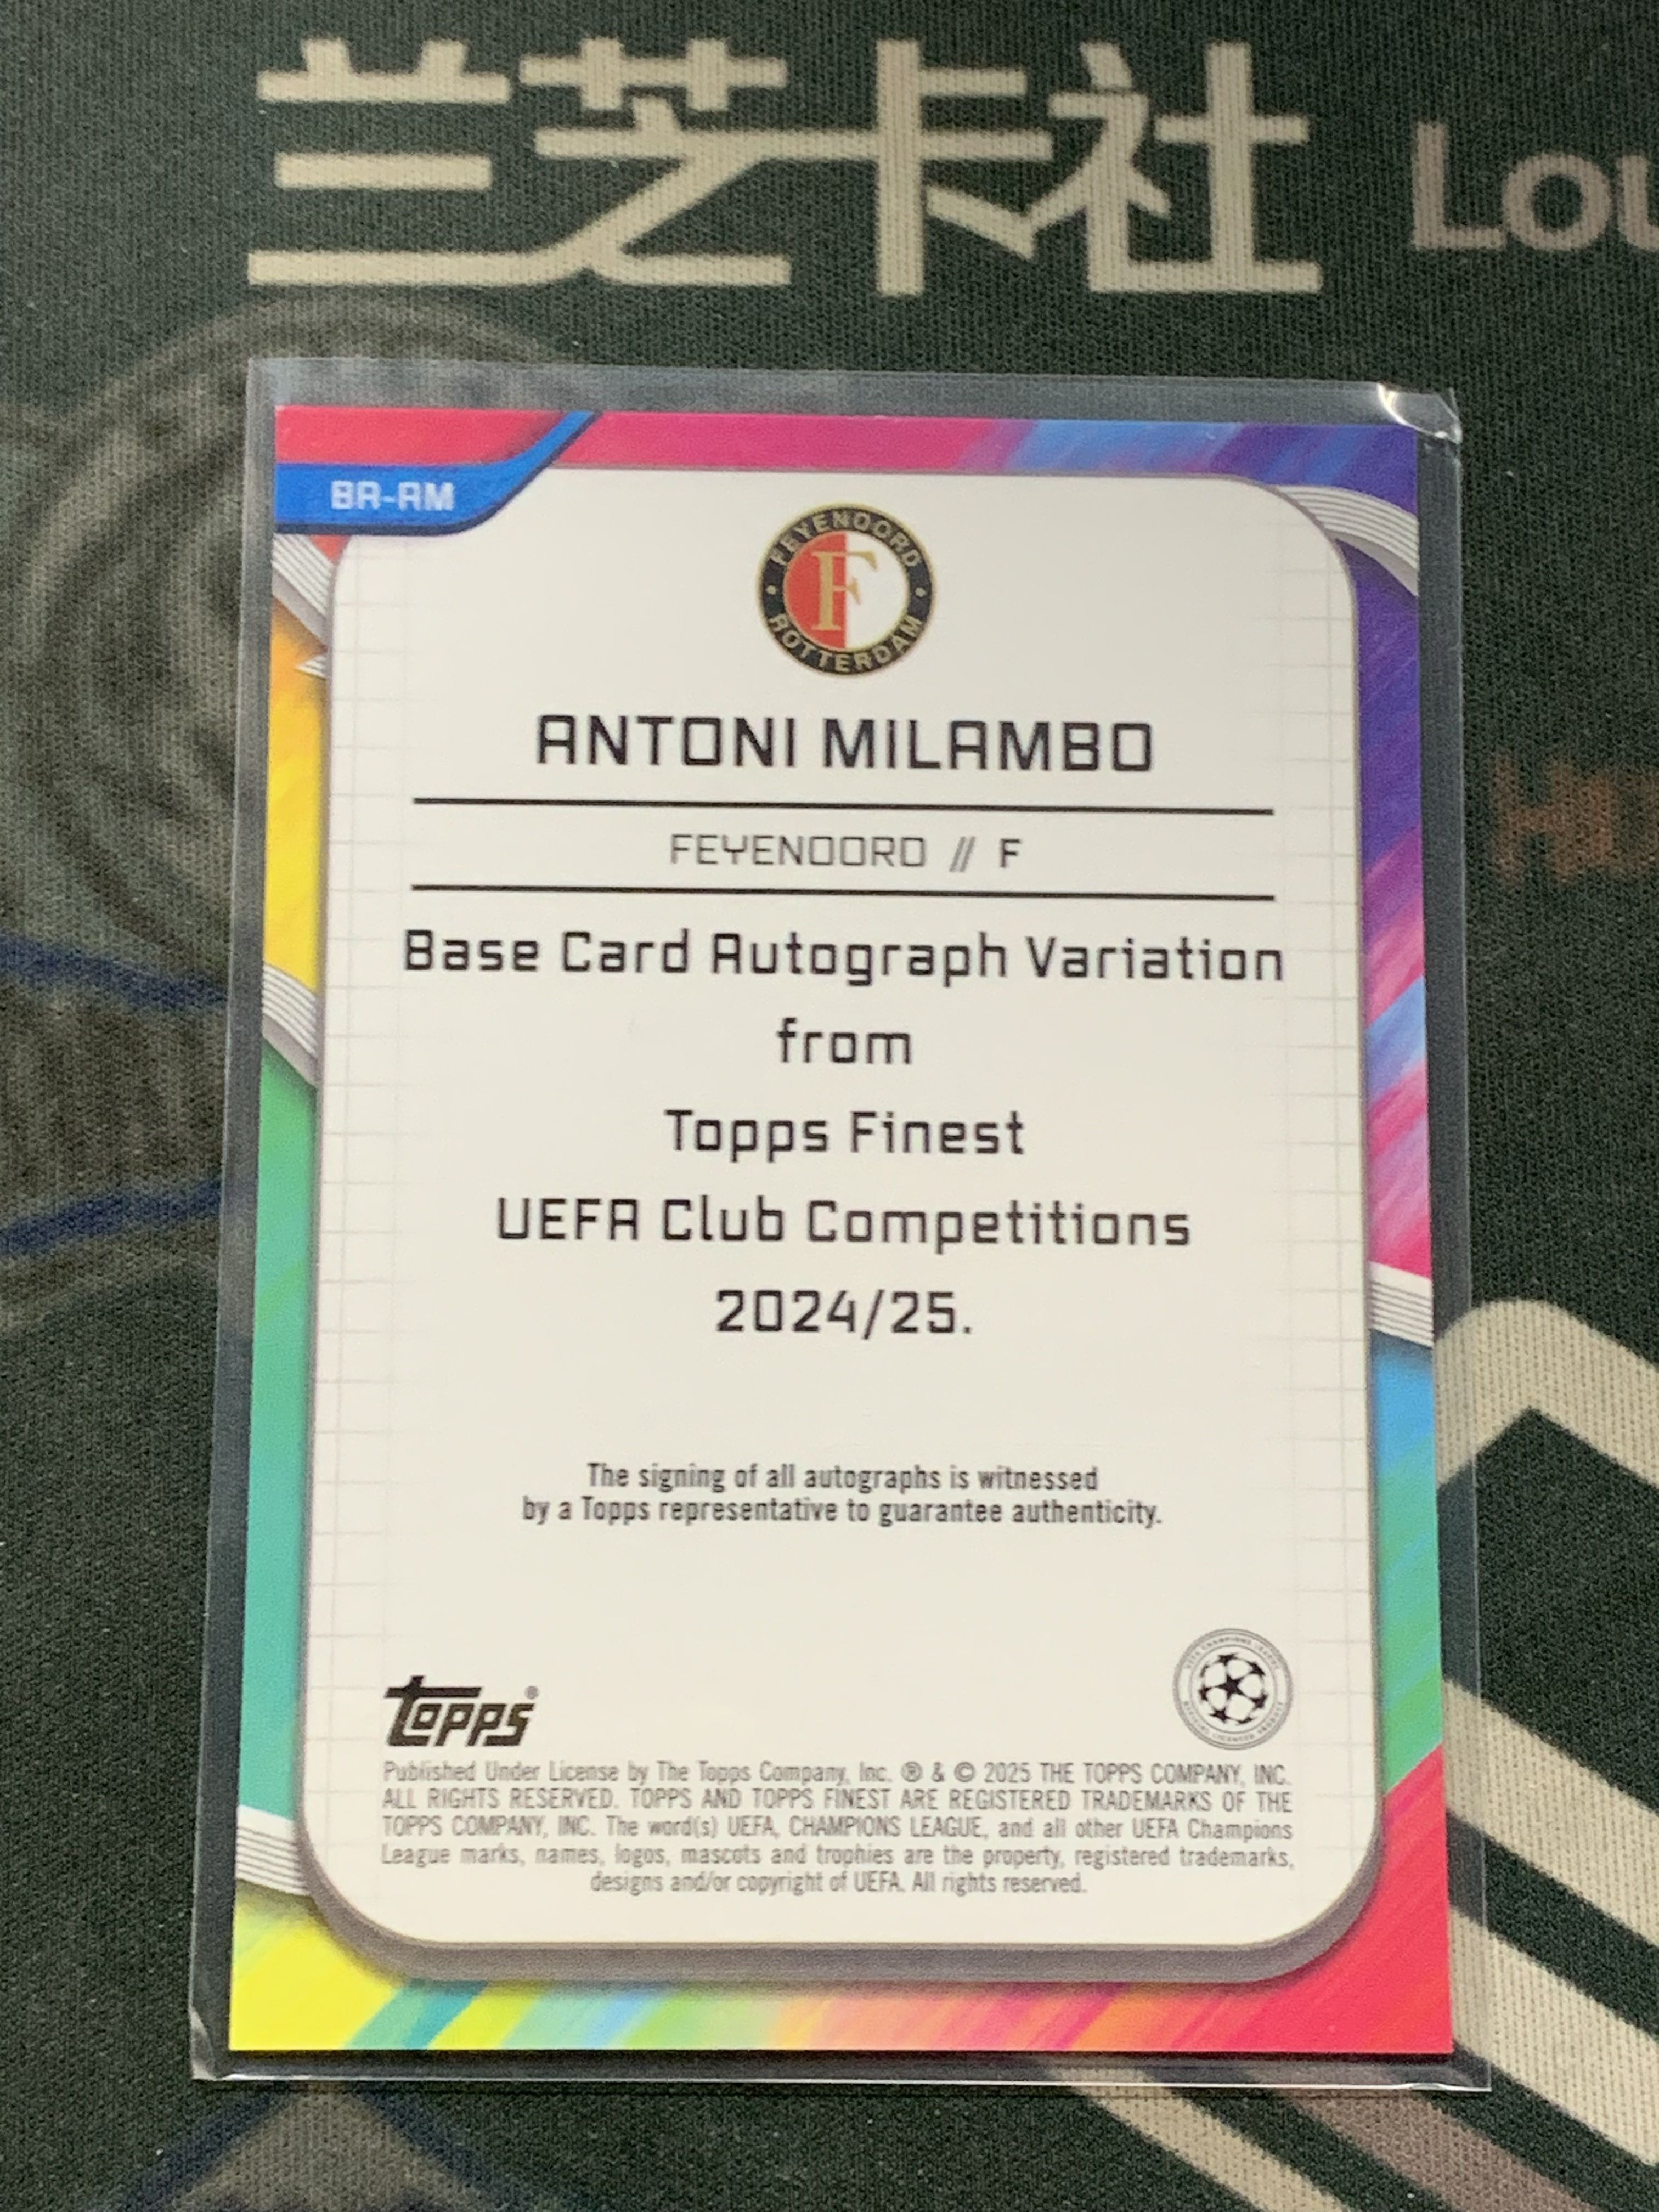 兰芝卡社 LOU
BA-AM
FEYENOORD
F
ROTTERDAM
ANTONI MILAMBO
FEYENOORD // F
Base Card Autograph Variation
from
Topps Finest
UEFA Club Competitions
2024/25.
The signing of all autographs is witnessed
by a Topps representative to guarantee authenticity.
topps®
Published Under License by The Topps Company, Inc. ® & © 2025 THE TOPPS COMPANY, INC.
ALL RIGHTS RESERVED. TOPPS AND TOPPS FINEST ARE REGISTERED TRADEMARKS OF THE
TOPPS COMPANY, INC. The word(s) UEFA, CHAMPIONS LEAGUE, and all other UEFA Champions
League marks, names, logos, mascots and trophies are the property, registered trademarks,
designs and/or copyright of UEFA. All rights reserved.